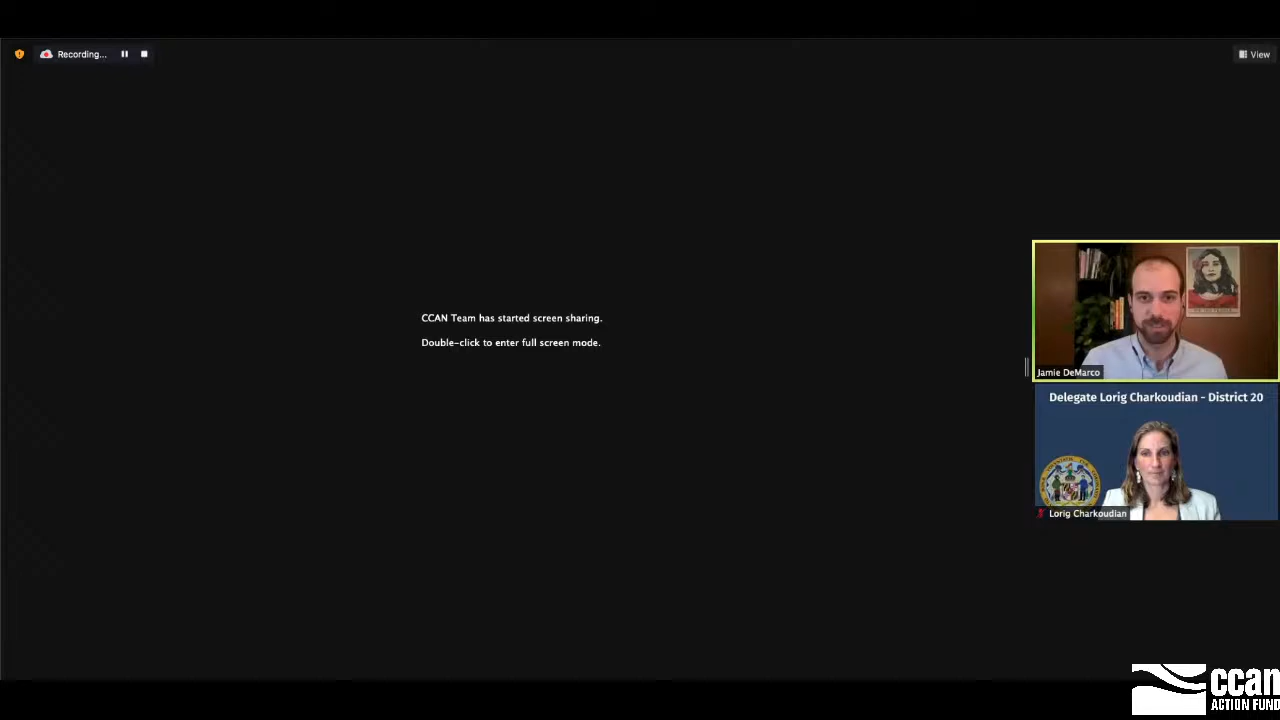 Recording...
View
CCAN Team has started screen sharing.
Double-click to enter full screen mode.
Jamie DeMarco
Delegate Lorig Charkoudian - District 20
Lorig Charkoudian
ccan
ACTION FUND